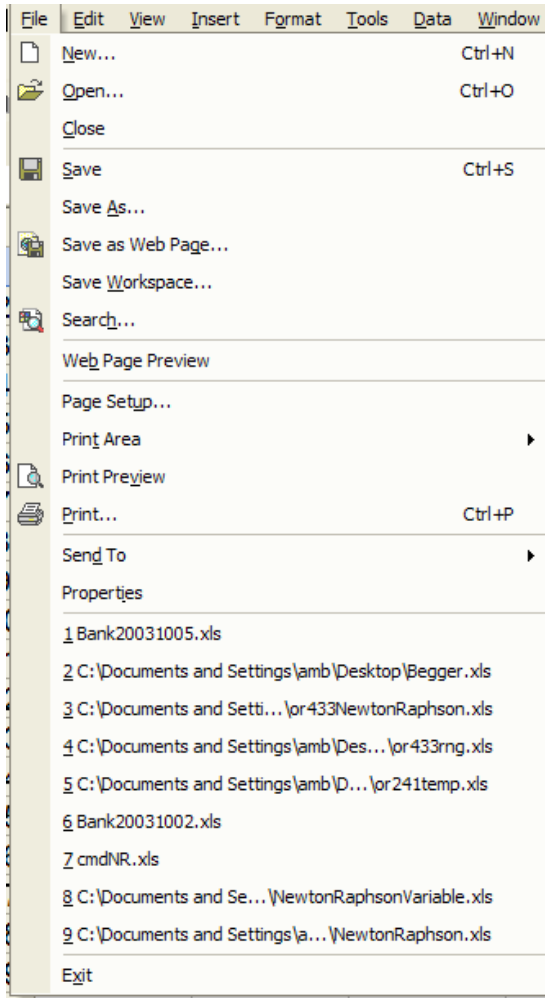 File Edit View Insert Format Tools Data Window
New... Ctrl+N
Open... Ctrl+O
Close
Save Ctrl+S
Save As...
Save as Web Page...
Save Workspace...
Search...
Web Page Preview
Page Setup...
Print Area
Print Preview
Print... Ctrl+P
Send To
Properties
1 Bank20031005.xls
2 C:\Documents and Settings\amb\Desktop\Begger.xls
3 C:\Documents and Setti...\or433NewtonRaphson.xls
4 C:\Documents and Settings\amb\Des...\or433rng.xls
5 C:\Documents and Settings\amb\D...\or241temp.xls
6 Bank20031002.xls
7 cmdNR.xls
8 C:\Documents and Se...\NewtonRaphsonVariable.xls
9 C:\Documents and Settings\a...\NewtonRaphson.xls
Exit